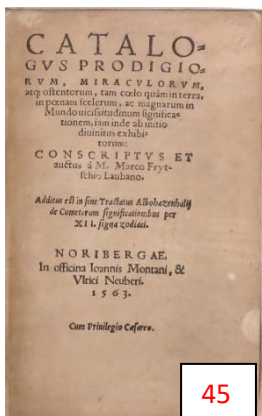 CATALO=
GVS PRODIGIO-
RVM, MIRACVLORVM,
atq; ostentorum, tam cœlo quàm in terra,
in pœnam scelerum, ac magnarum in
Mundo uicissitudinum significa-
tionem, iam inde ab initio
diuinitus exhibi-
torum:
CONSCRIPTVS ET
auctus à M. Marco Fryt-
schio Laubano.
Additus est in fine Tractatus Albohazenhalij
de Cometarum significationibus per
XII. signa zodiaci.
NORIBERGAE,
In officina Ioannis Montani, &
Vlrici Neuberi.
1563.
Cum Priuilegio Cæsareo.
45